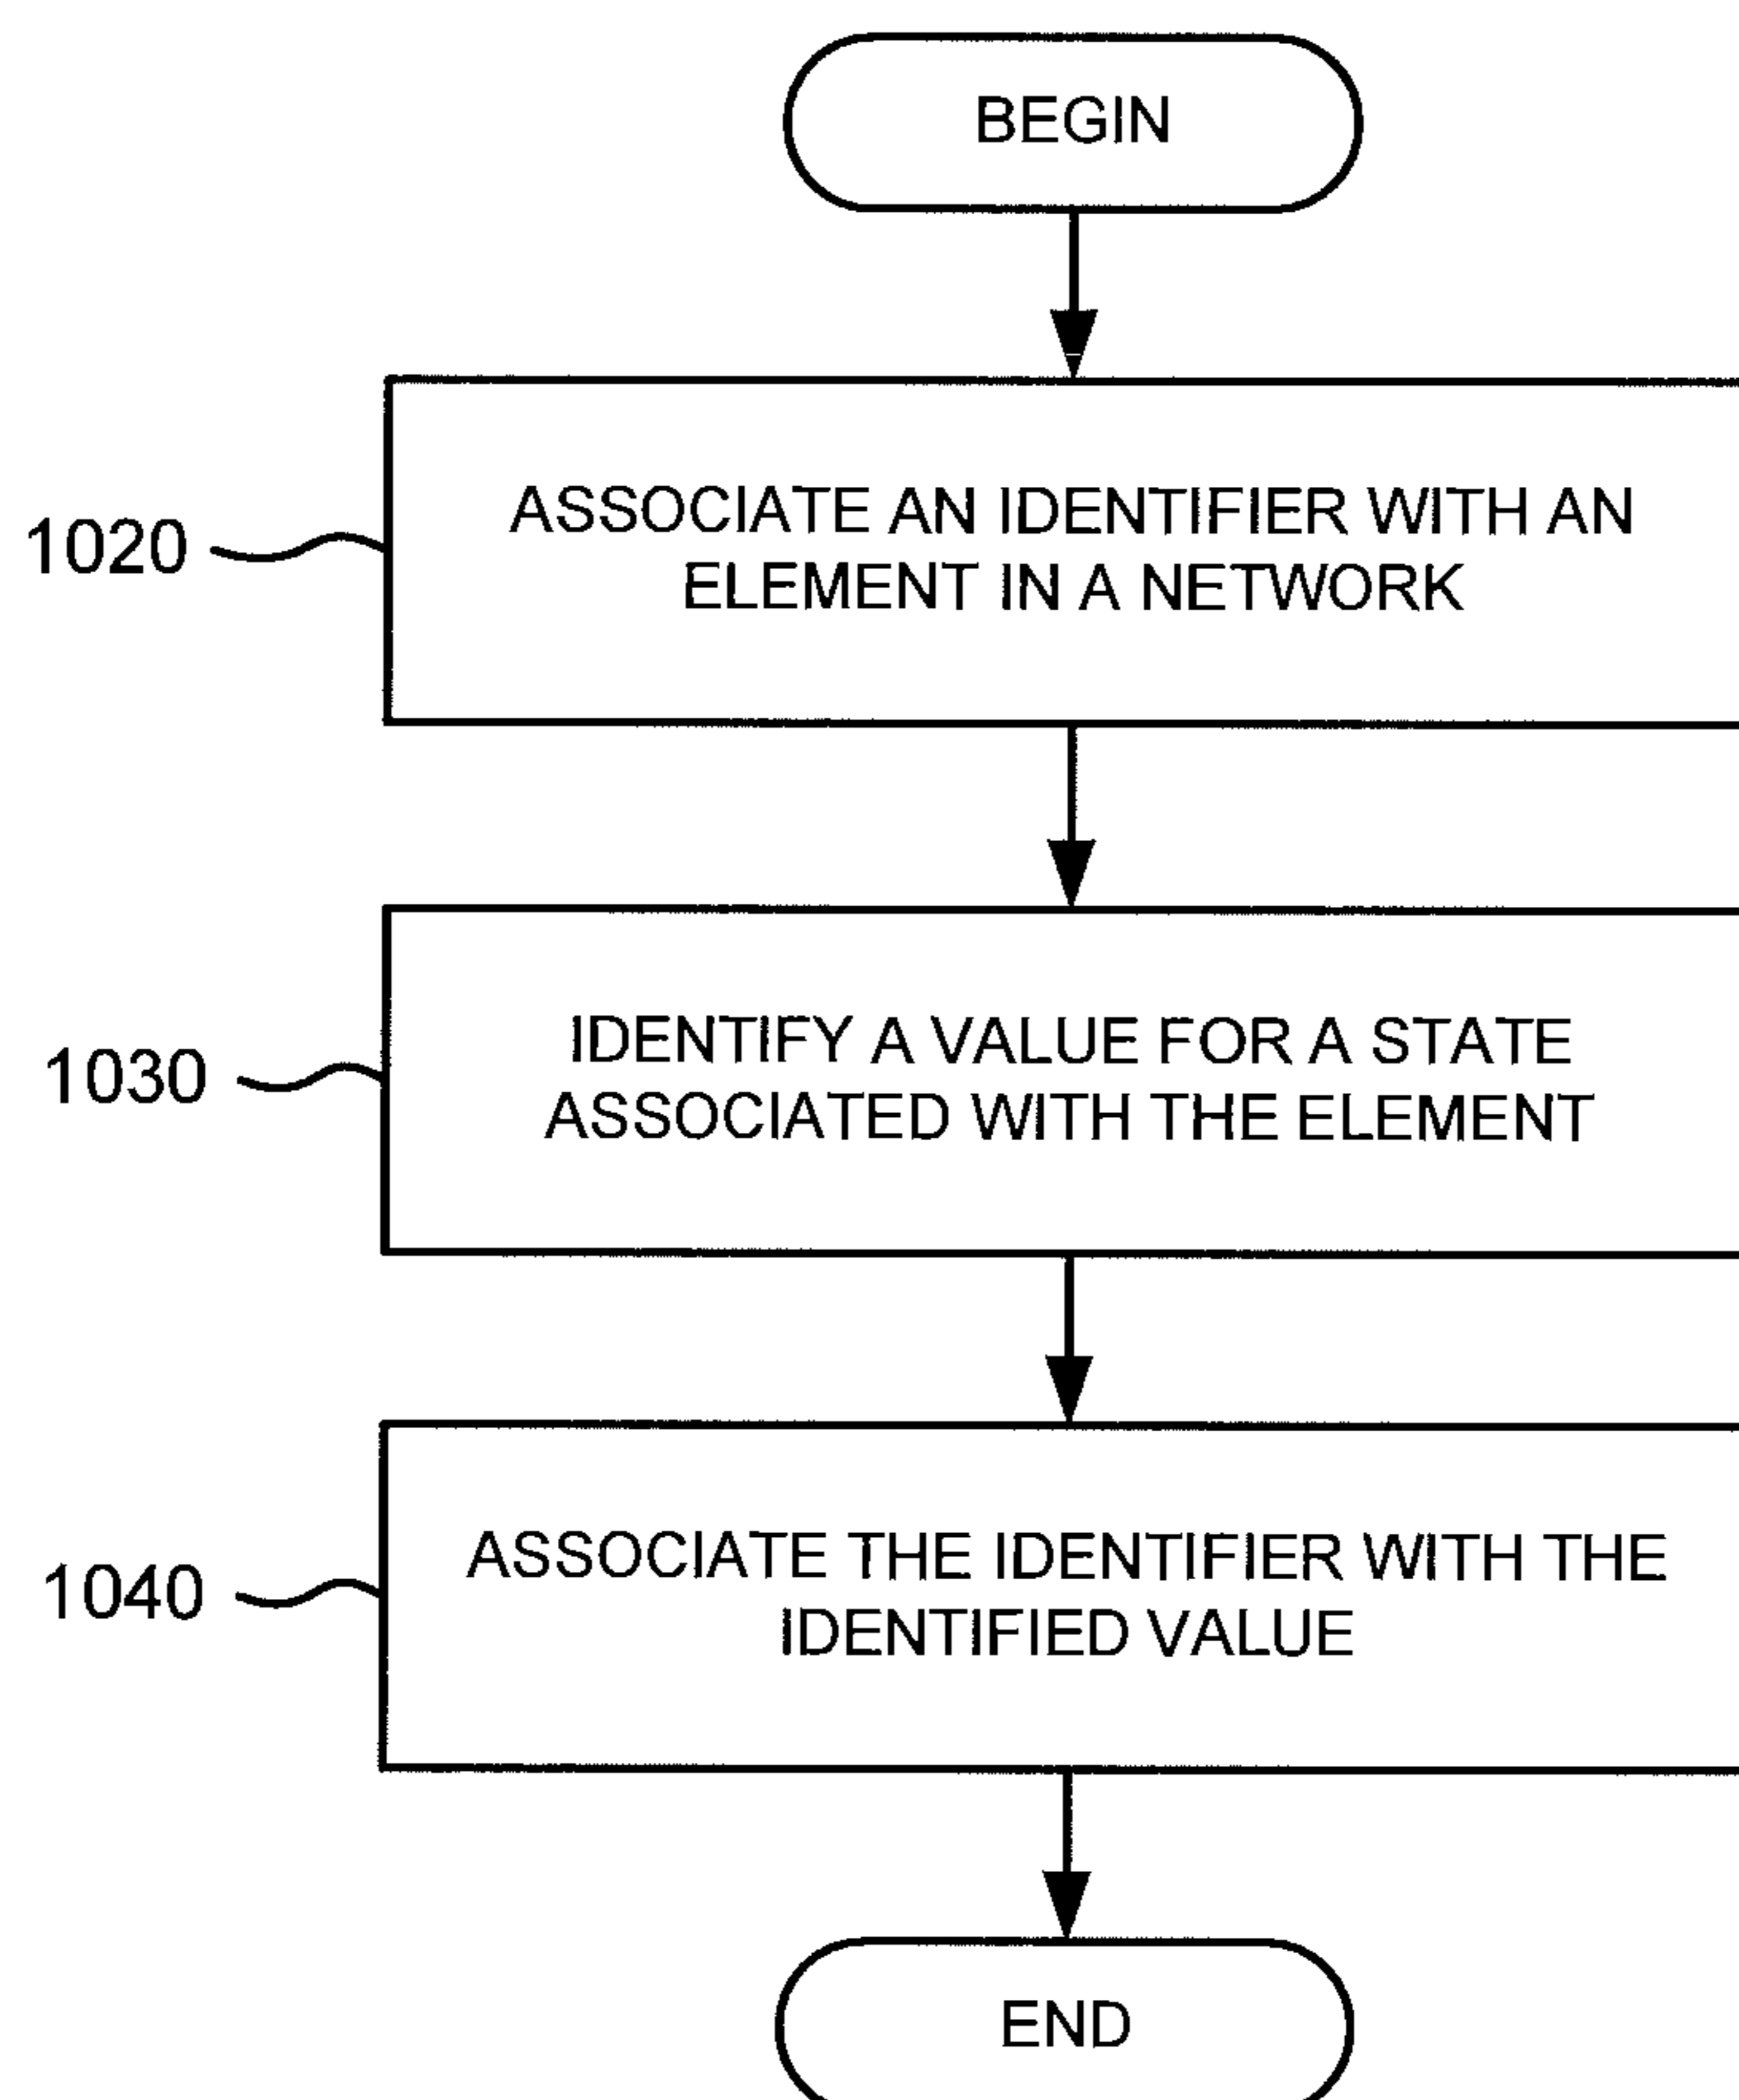 BEGIN
1020
ASSOCIATE AN IDENTIFIER WITH AN
ELEMENT IN A NETWORK
1030
IDENTIFY A VALUE FOR A STATE
ASSOCIATED WITH THE ELEMENT
1040
ASSOCIATE THE IDENTIFIER WITH THE
IDENTIFIED VALUE
END